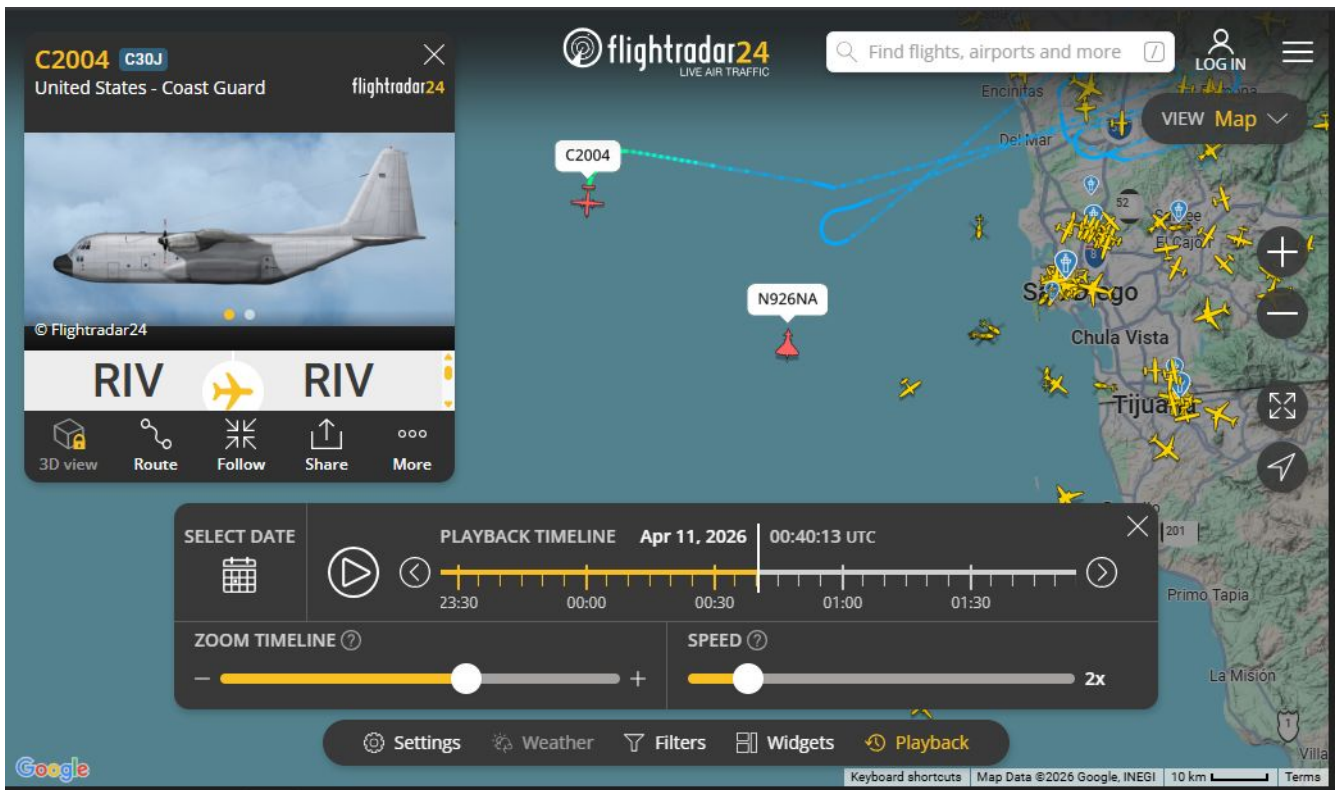 C2004 C30J
United States - Coast Guard
flightradar24
© Flightradar24
RIV RIV
3D view Route Follow Share More
flightradar24
LIVE AIR TRAFFIC
Find flights, airports and more /
LOG IN
VIEW Map
C2004
N926NA
Encinitas
Del Mar
52
El Cajon
8
San Diego
Chula Vista
Tijuana
201
Primo Tapia
La Misión
1
Villa
SELECT DATE
PLAYBACK TIMELINE Apr 11, 2026 00:40:13 UTC
23:30 00:00 00:30 01:00 01:30
ZOOM TIMELINE ?
SPEED ?
- +
2x
Settings Weather Filters Widgets Playback
Google
Keyboard shortcuts Map Data ©2026 Google, INEGI 10 km Terms